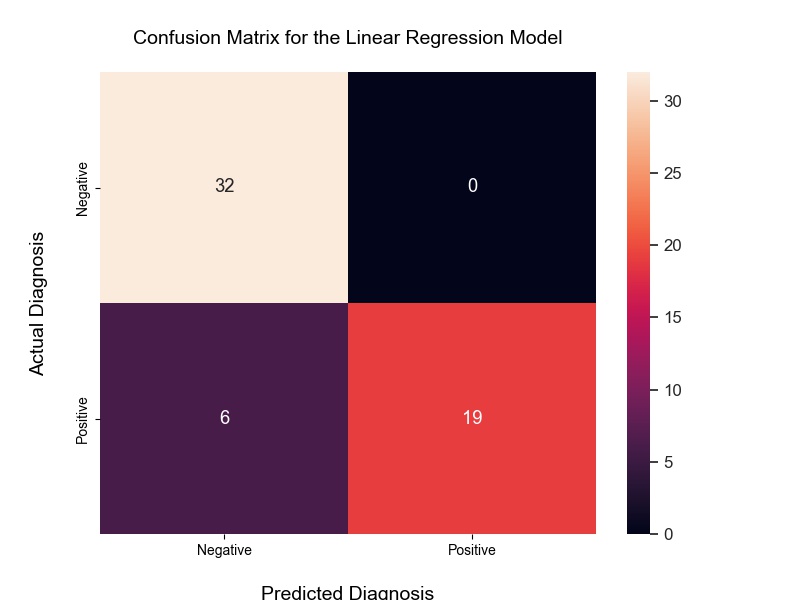 Confusion Matrix for the Linear Regression Model
Actual Diagnosis
Negative
Positive
32
0
6
19
Negative
Positive
Predicted Diagnosis
30
25
20
15
10
5
0